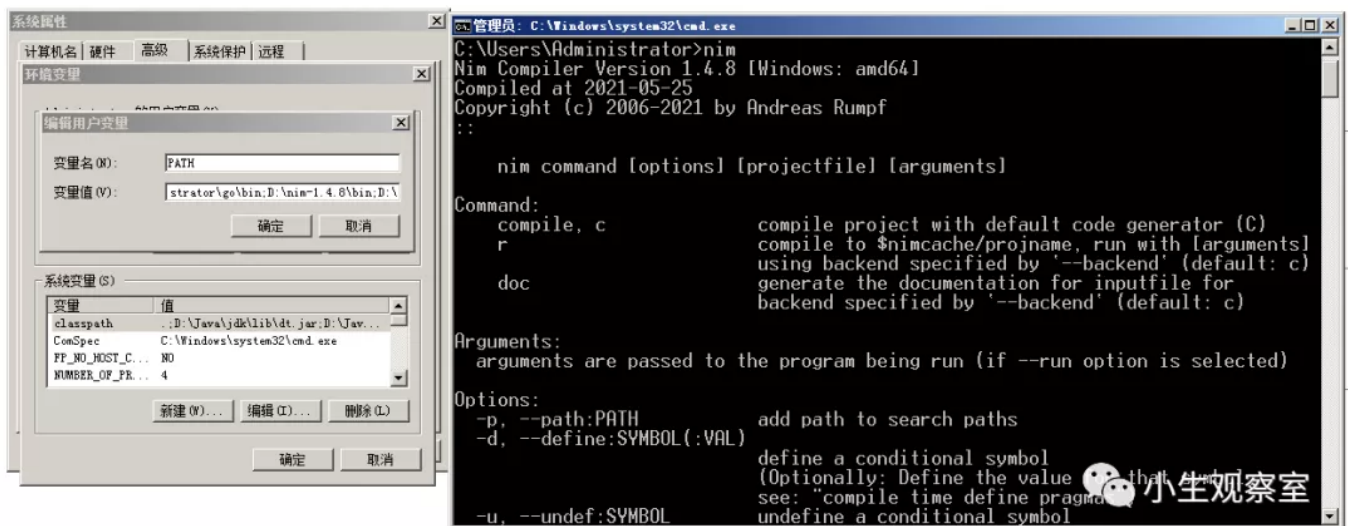 系统属性
计算机名 硬件 高级 系统保护 远程
环境变量
编辑用户变量
变量名(N): PATH
变量值(V): strator\go\bin;D:\nim-1.4.8\bin;D:\
确定 取消
系统变量(S)
变量 值
classpath .;D:\Java\jdk\lib\dt.jar;D:\Jav...
ComSpec C:\Windows\system32\cmd.exe
FP_NO_HOST_C... NO
NUMBER_OF_PR... 4
新建(W)... 编辑(I)... 删除(L)
确定 取消
管理员: C:\Windows\system32\cmd.exe
C:\Users\Administrator>nim
Nim Compiler Version 1.4.8 [Windows: amd64]
Compiled at 2021-05-25
Copyright (c) 2006-2021 by Andreas Rumpf
::
nim command [options] [projectfile] [arguments]
Command:
compile, c compile project with default code generator (C)
r compile to $nimcache/projname, run with [arguments]
using backend specified by '--backend' (default: c)
doc generate the documentation for inputfile for
backend specified by '--backend' (default: c)
Arguments:
arguments are passed to the program being run (if --run option is selected)
Options:
-p, --path:PATH add path to search paths
-d, --define:SYMBOL(:VAL)
define a conditional symbol
(Optionally: Define the value for that symbol,
see: "compile time define pragma
-u, --undef:SYMBOL undefine a conditional symbol
小生观察室